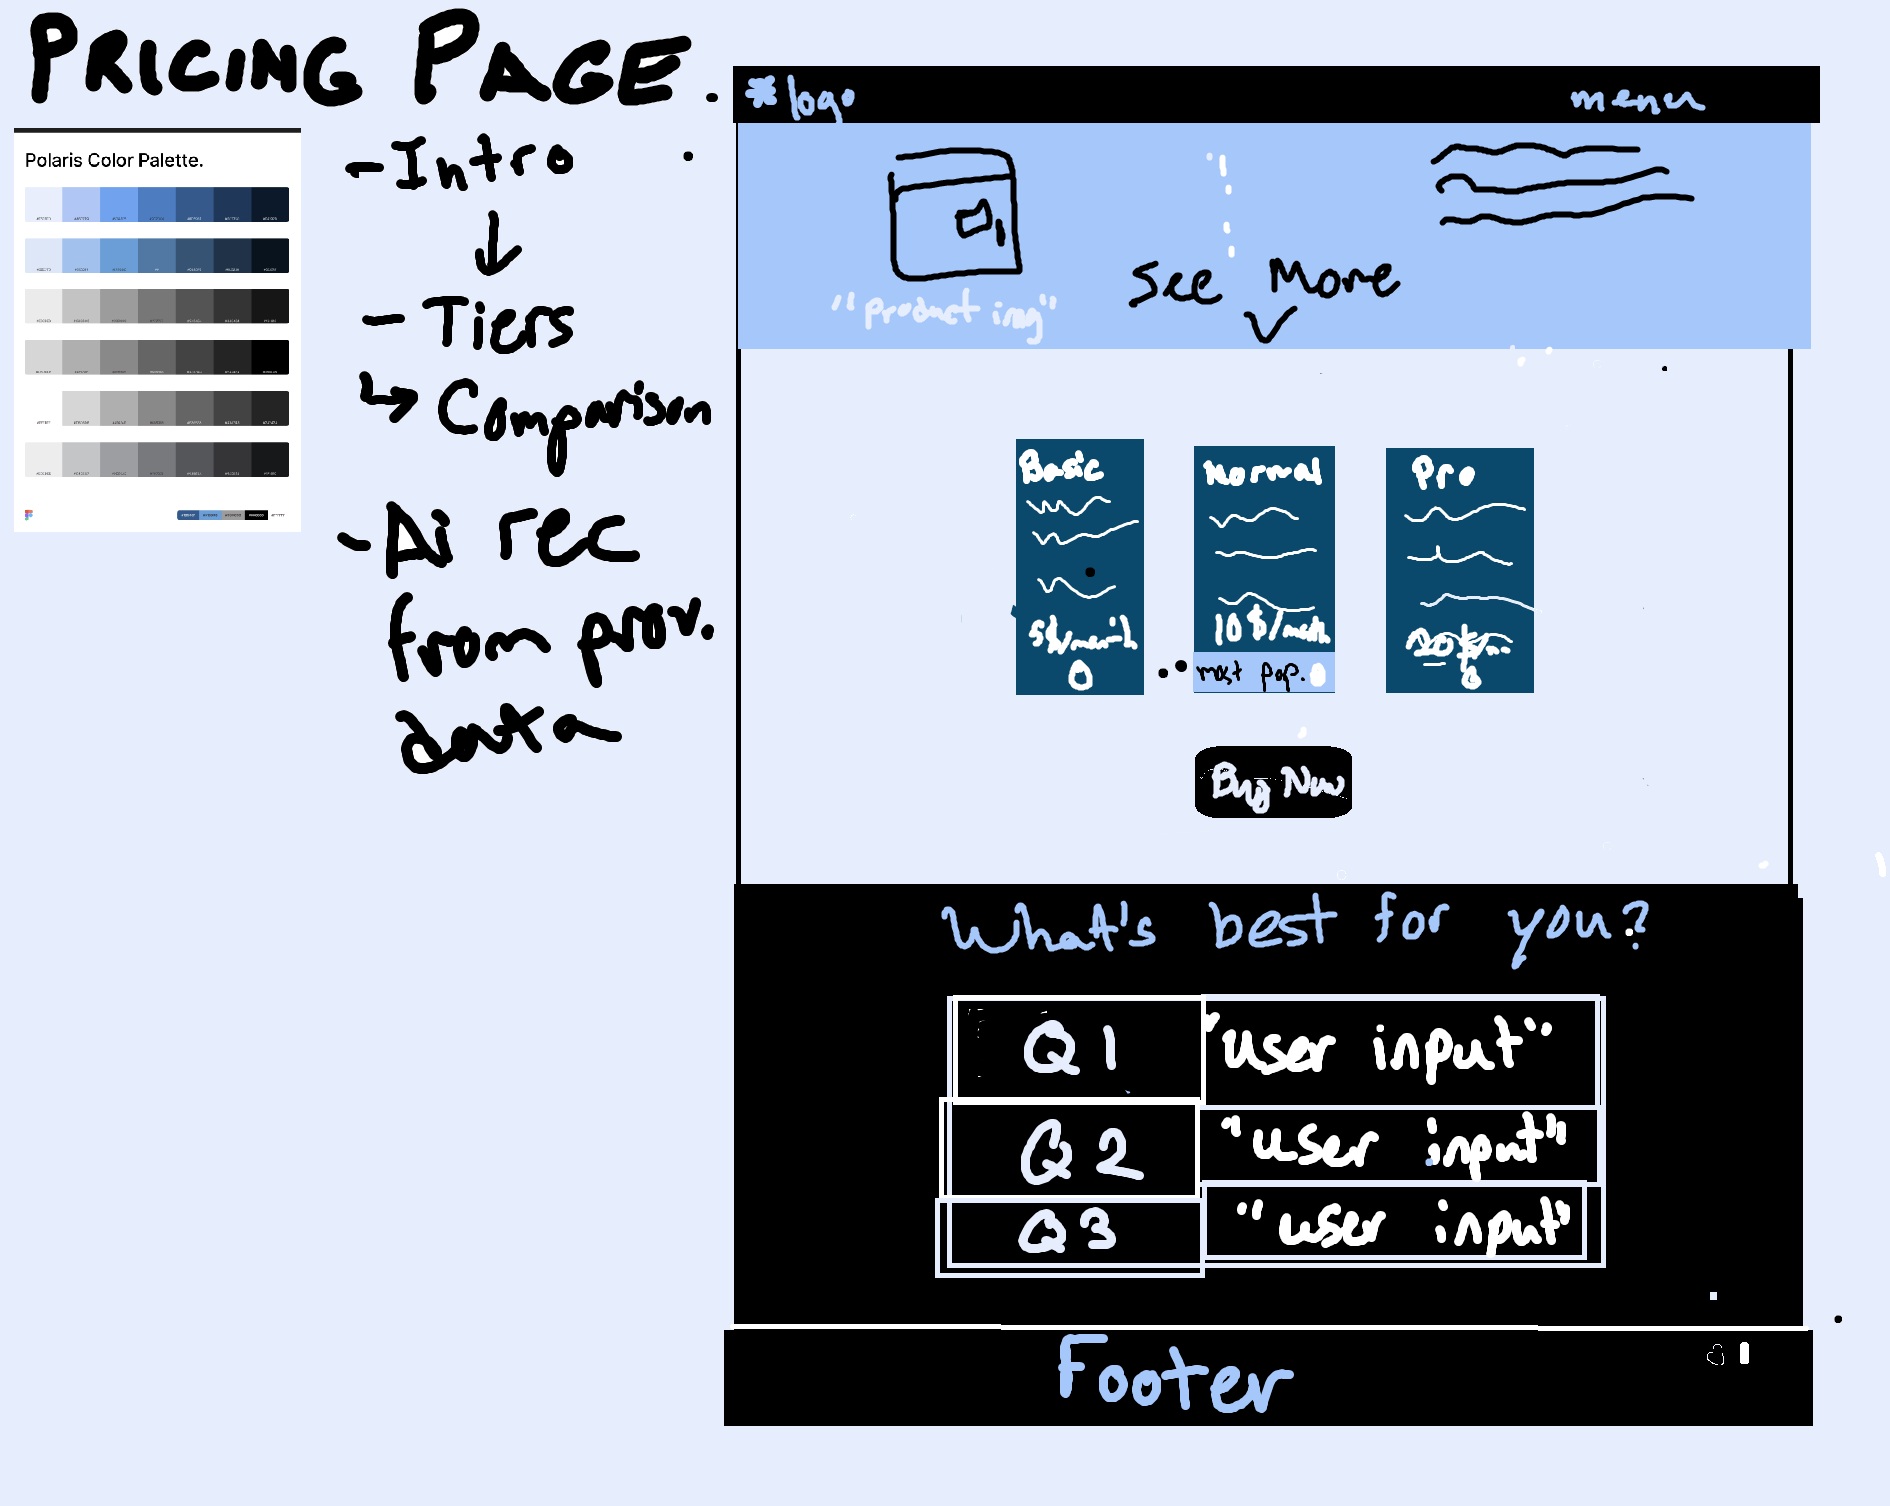 PRICING PAGE.
Polaris Color Palette.
- Intro
- Tiers
Comparison
- Ai rec
from prov.
data
* logo
menu
"Product img"
See More
Basic
5$/month
Normal
10$/month
most pop.
Pro
20$/
Buy Now
What's best for you?
Q1
"user input"
Q2
"user input"
Q3
"user input"
Footer